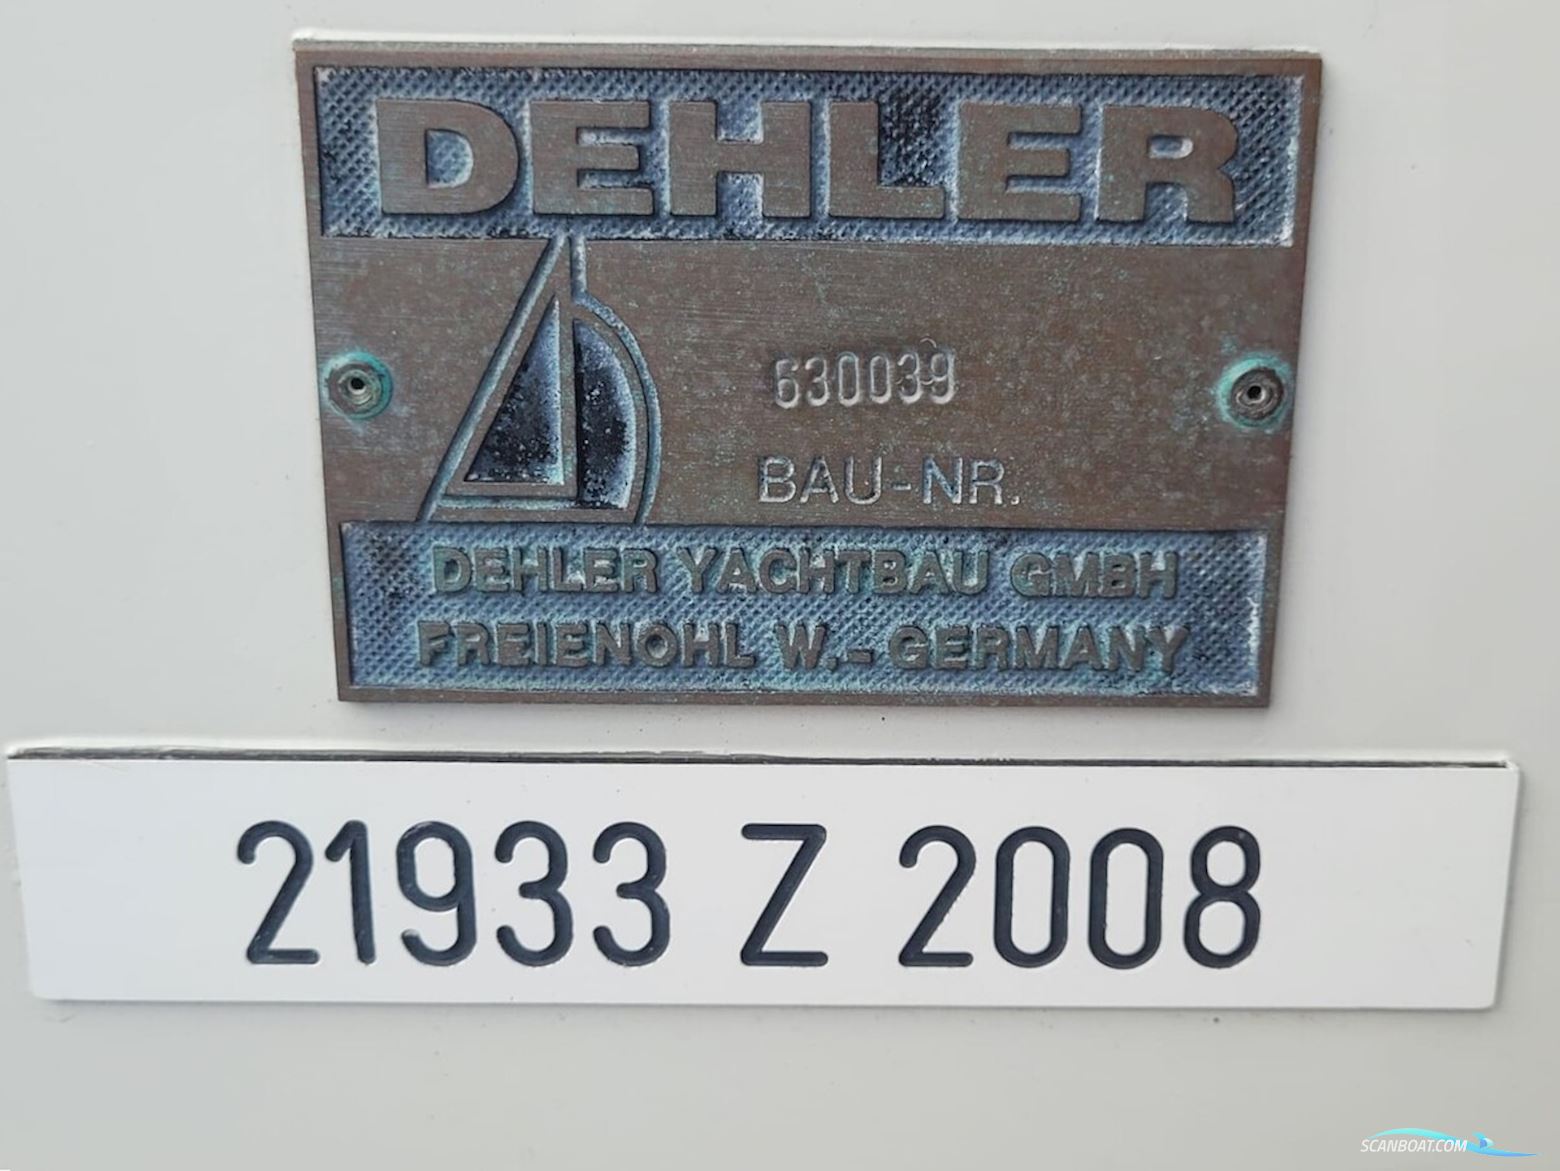 DEHLER
630039
BAU-NR.
DEHLER YACHTBAU GMBH
FREIENOHL W.-GERMANY
21933 Z 2008
SCANBOAT.COM